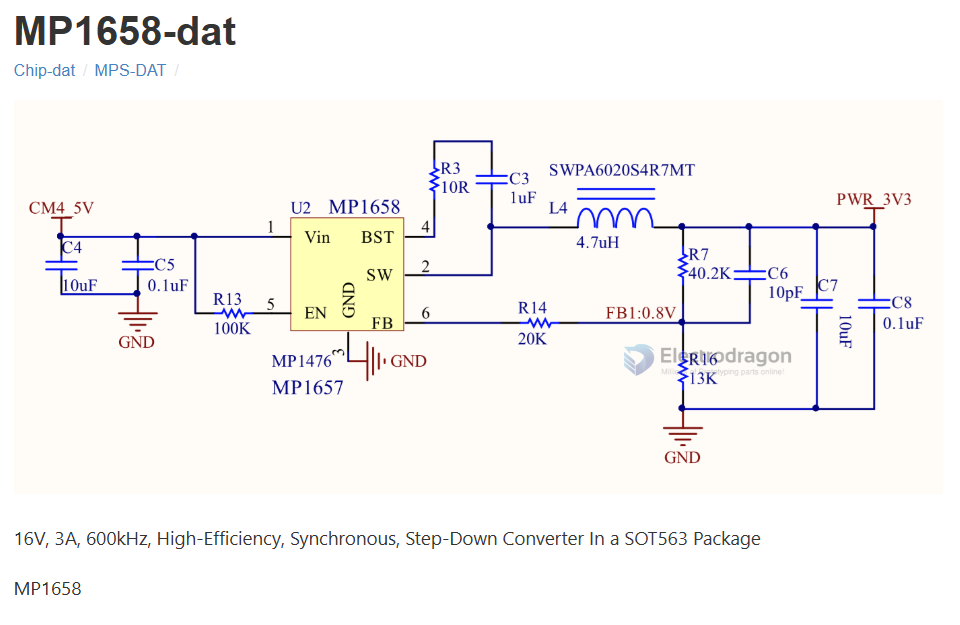 MP1658-dat
Chip-dat / MPS-DAT /
SWPA6020S4R7MT
R3
10R
C3
1uF
L4
4.7uH
CM4_5V
PWR_3V3
U2 MP1658
C4
10uF
C5
0.1uF
GND
1
Vin
BST
4
SW
2
GND
3
EN
5
FB
6
R13
100K
MP1476
MP1657
GND
R14
20K
FB1:0.8V
R7
40.2K
C6
10pF
C7
10uF
C8
0.1uF
Electrodragon
R16
13K
GND
16V, 3A, 600kHz, High-Efficiency, Synchronous, Step-Down Converter In a SOT563 Package
MP1658